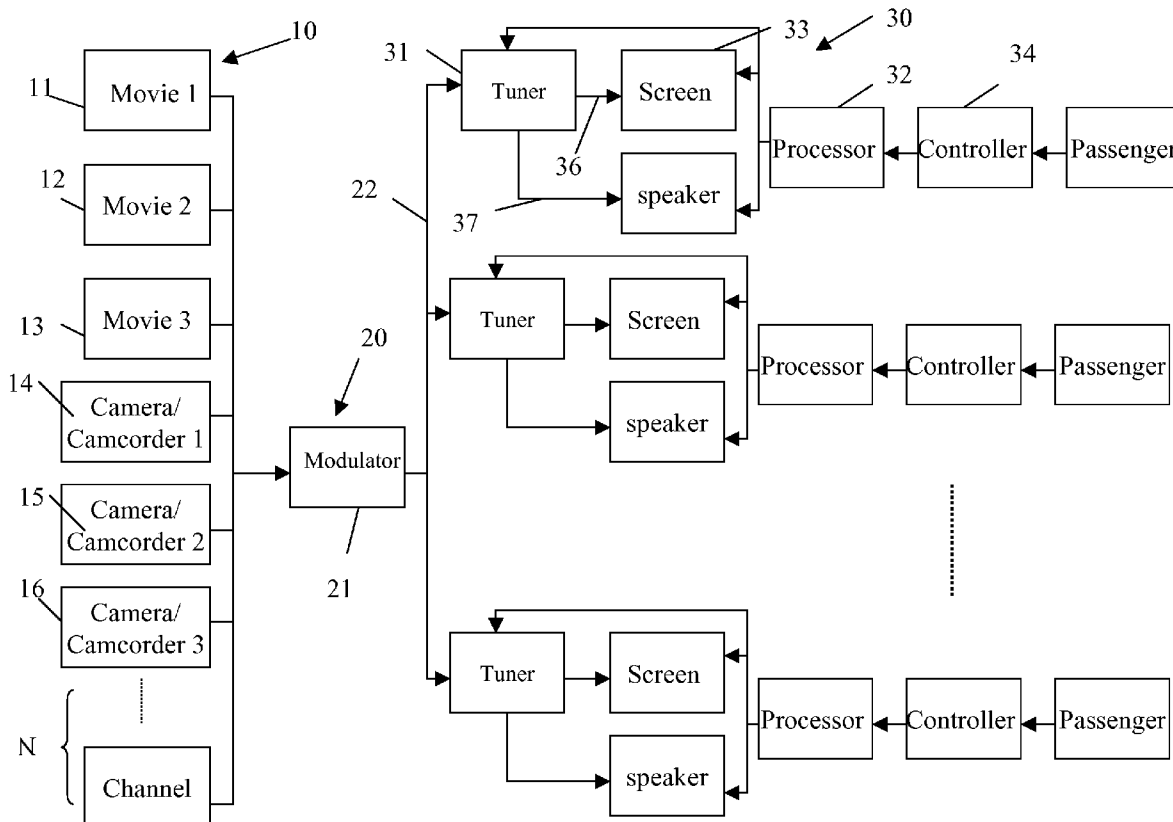 10
11
Movie 1
12
Movie 2
13
Movie 3
14
Camera/
Camcorder 1
15
Camera/
Camcorder 2
16
Camera/
Camcorder 3
N
Channel
20
Modulator
21
22
30
31
Tuner
33
Screen
36
37
speaker
32
Processor
34
Controller
Passenger
Tuner
Screen
speaker
Processor
Controller
Passenger
Tuner
Screen
speaker
Processor
Controller
Passenger